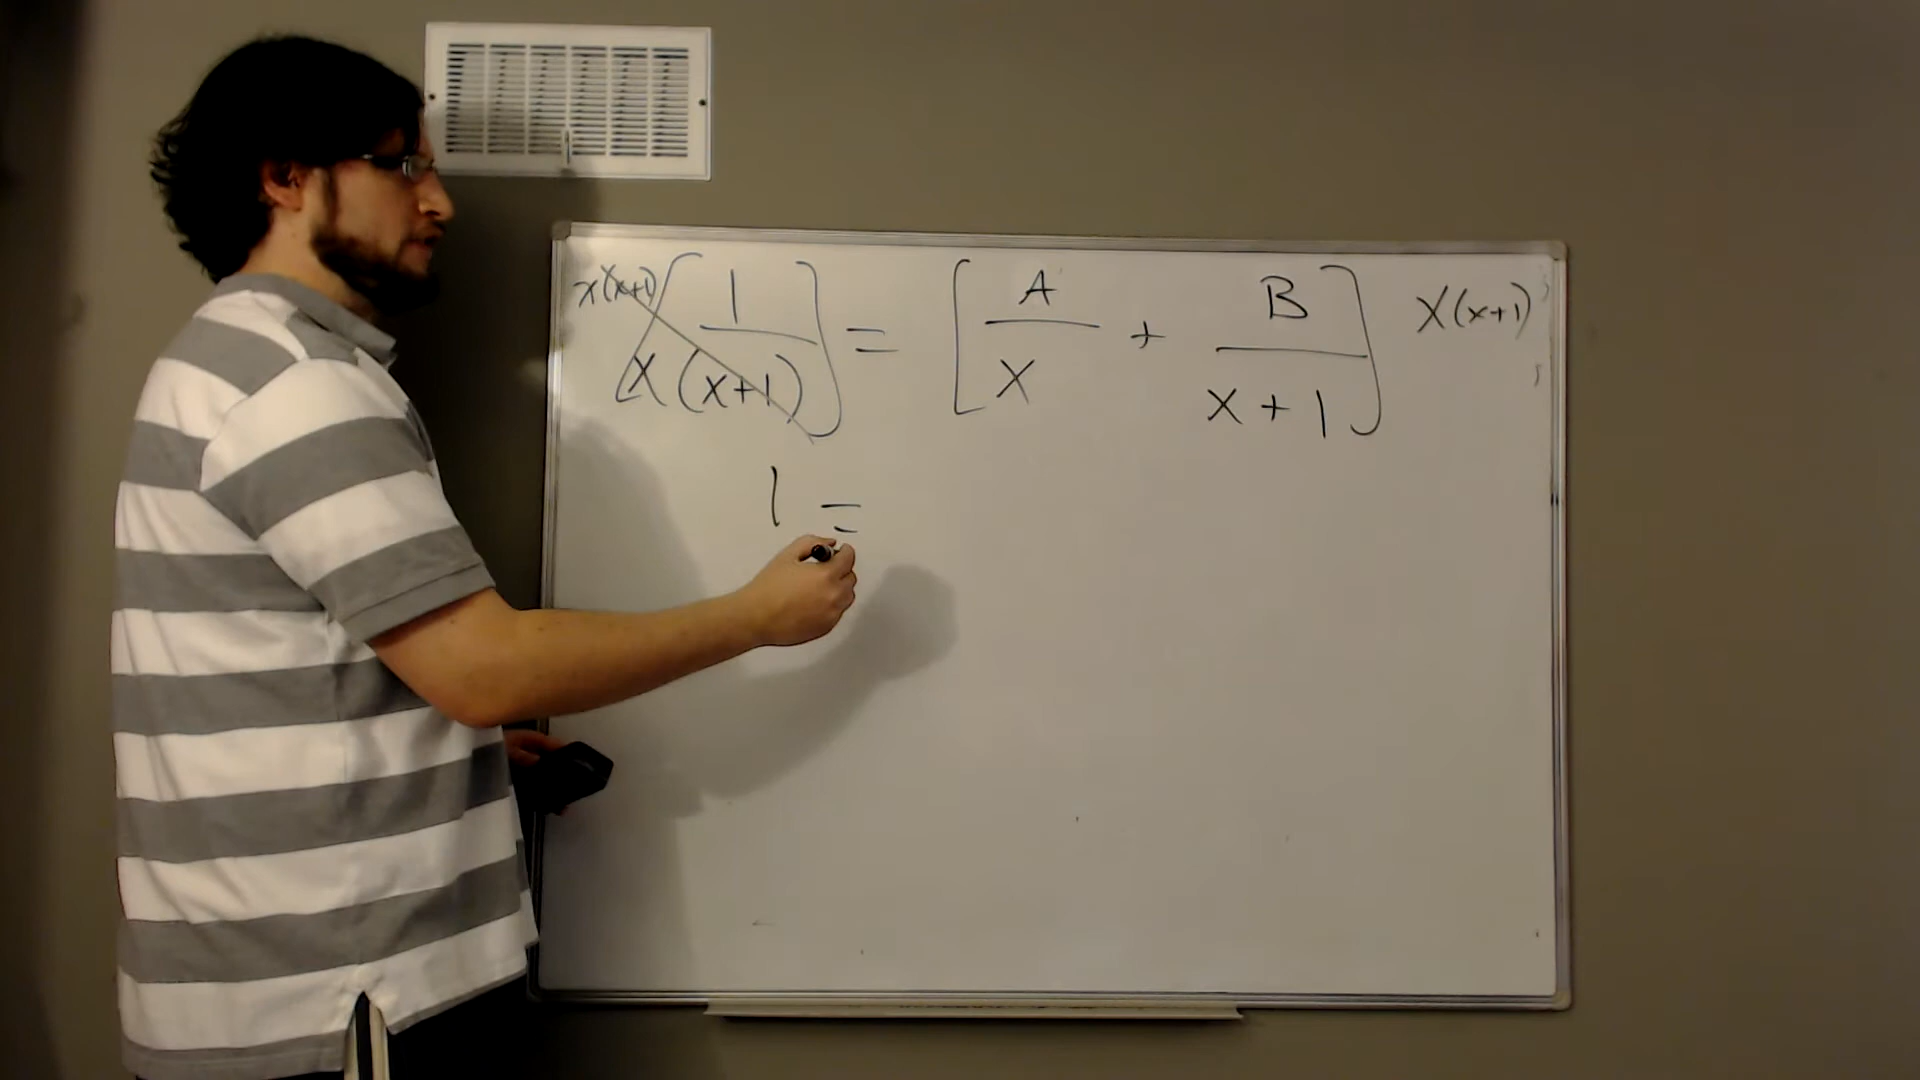 x(x+1) [ 1 / x(x+1) ] = [ A / x + B / x+1 ] x(x+1)
1 =